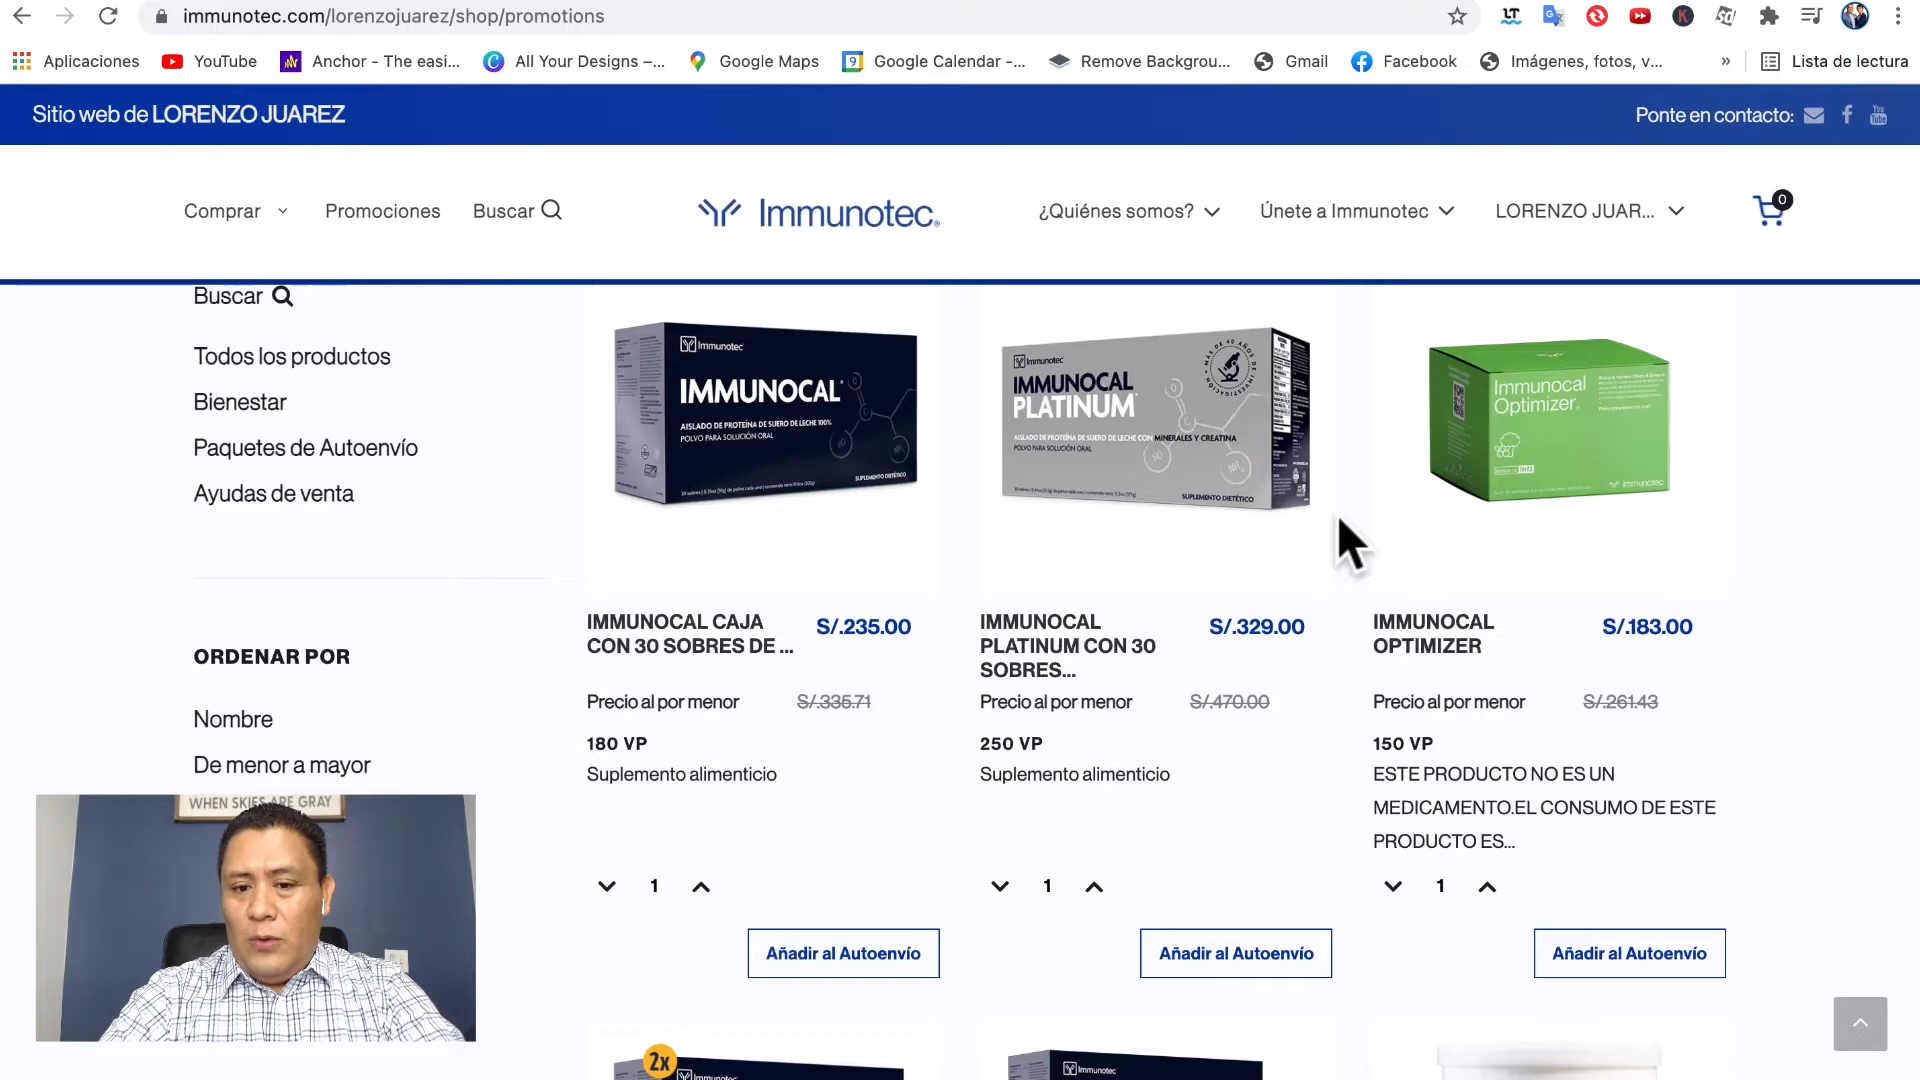 immunotec.com/lorenzojuarez/shop/promotions
Aplicaciones YouTube Anchor - The easi... All Your Designs –... Google Maps Google Calendar -... Remove Backgrou... Gmail Facebook Imágenes, fotos, v... » Lista de lectura
Sitio web de LORENZO JUAREZ
Ponte en contacto:
Comprar Promociones Buscar Immunotec ¿Quiénes somos? Únete a Immunotec LORENZO JUAR... 0
Buscar
Todos los productos
Bienestar
Paquetes de Autoenvío
Ayudas de venta
ORDENAR POR
Nombre
De menor a mayor
WHEN SKIES ARE GRAY
Immunotec
IMMUNOCAL
AISLADO DE PROTEÍNA DE SUERO DE LECHE 100%
POLVO PARA SOLUCIÓN ORAL
SUPLEMENTO DIETÉTICO
IMMUNOCAL CAJA
CON 30 SOBRES DE ...
S/.235.00
Precio al por menor S/.335.71
180 VP
Suplemento alimenticio
1
Añadir al Autoenvío
Immunotec
IMMUNOCAL
PLATINUM
MÁS DE 40 AÑOS DE INVESTIGACIÓN
AISLADO DE PROTEÍNA DE SUERO DE LECHE CON MINERALES Y CREATINA
POLVO PARA SOLUCIÓN ORAL
SUPLEMENTO DIETÉTICO
IMMUNOCAL
PLATINUM CON 30
SOBRES...
S/.329.00
Precio al por menor S/.470.00
250 VP
Suplemento alimenticio
1
Añadir al Autoenvío
Immunocal
Optimizer
Immunotec
IMMUNOCAL
OPTIMIZER
S/.183.00
Precio al por menor S/.261.43
150 VP
ESTE PRODUCTO NO ES UN
MEDICAMENTO.EL CONSUMO DE ESTE
PRODUCTO ES...
1
Añadir al Autoenvío
2x
Immunotec
Immunotec